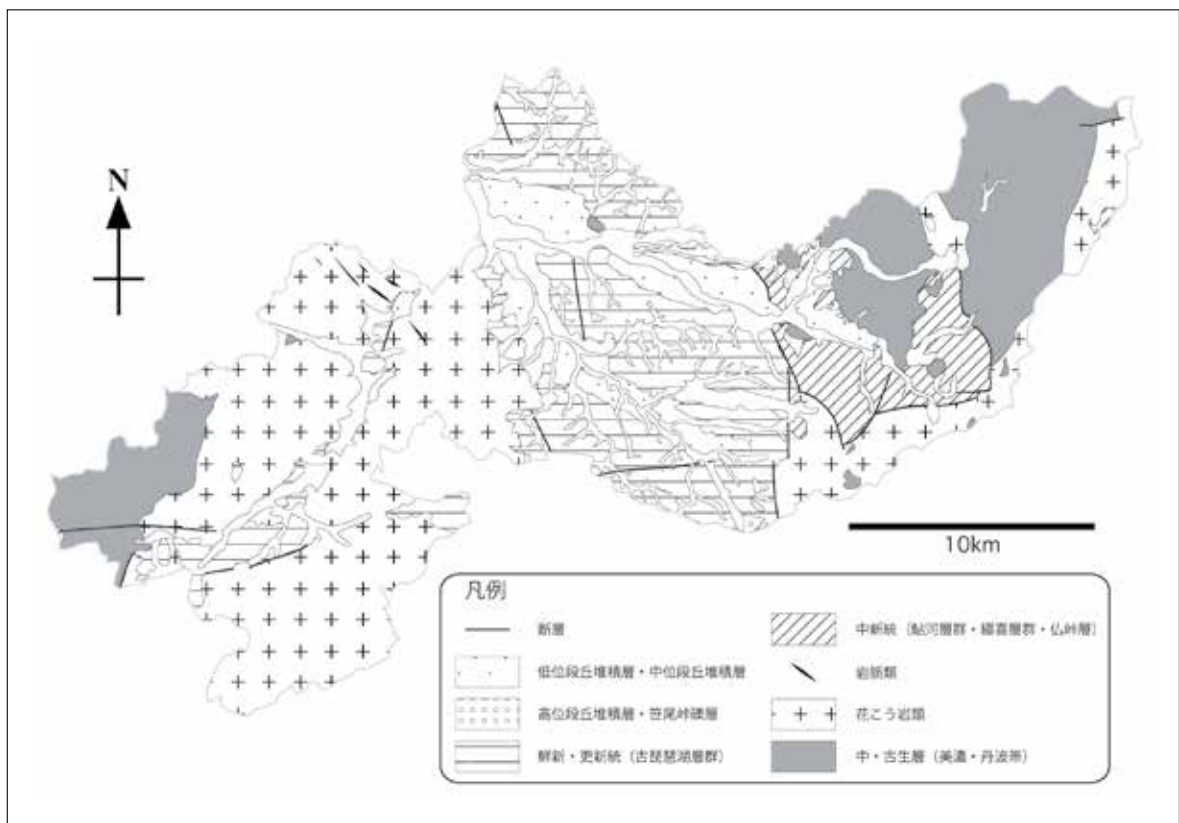 N
10km
凡例
断層
低位段丘堆積層・中位段丘堆積層
高位段丘堆積層・笹尾峠礫層
鮮新・更新統（古琵琶湖層群）
中新統（鮎河層群・綴喜層群・仏峠層）
岩脈類
花こう岩類
中・古生層（美濃・丹波帯）